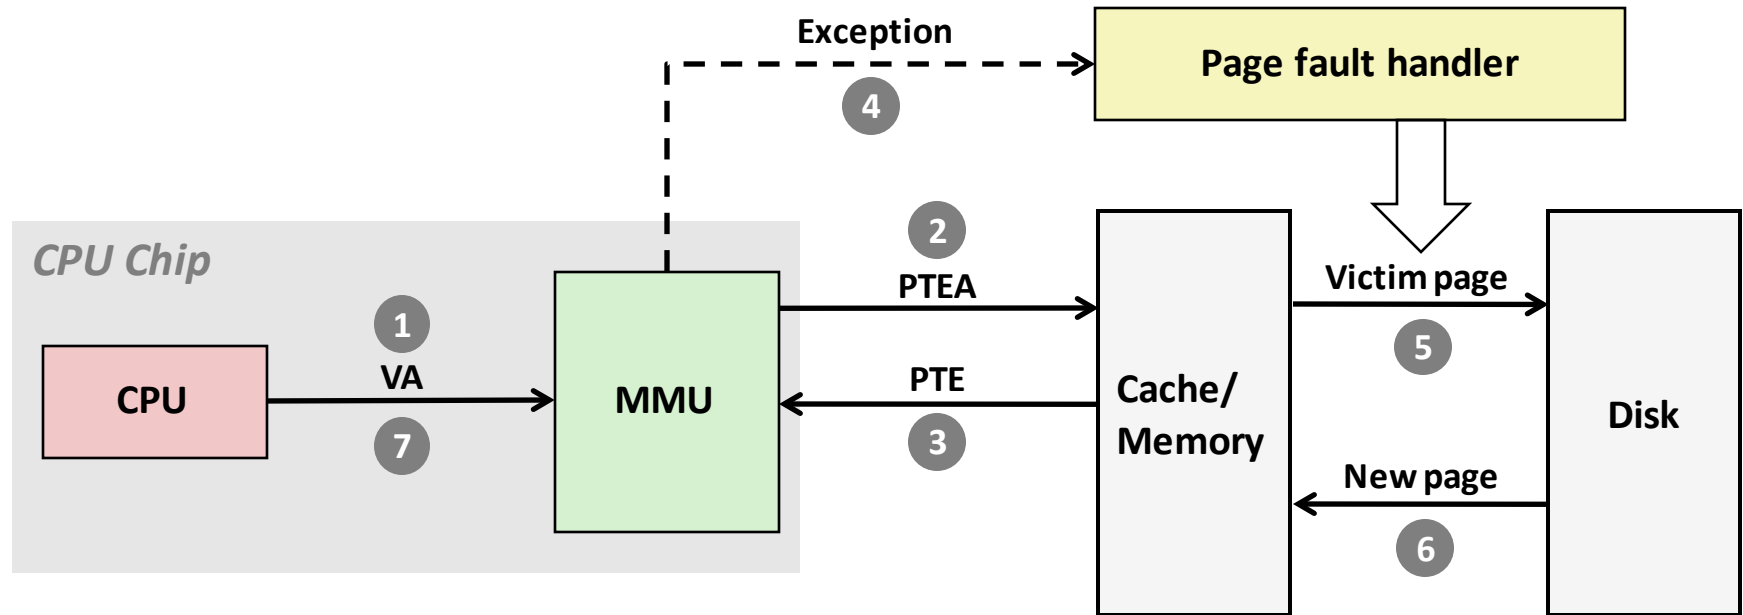 Exception
4
Page fault handler
CPU Chip
2
PTEA
Victim page
5
1
VA
7
CPU
MMU
PTE
3
Cache/
Memory
Disk
New page
6